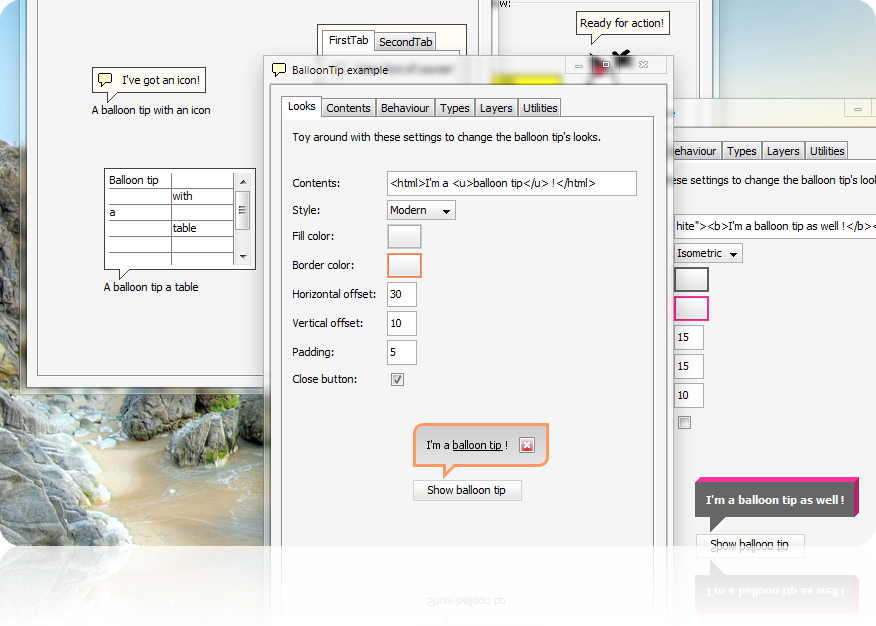 w:
Ready for action!
FirstTab SecondTab
I've got an icon!
A balloon tip with an icon
Balloon tip
with
a
table
A balloon tip a table
BalloonTip example
Looks Contents Behaviour Types Layers Utilities
Toy around with these settings to change the balloon tip's looks.
Contents: <html>I'm a <u>balloon tip</u> !</html>
Style: Modern
Fill color:
Border color:
Horizontal offset: 30
Vertical offset: 10
Padding: 5
Close button:
I'm a balloon tip !
Show balloon tip
ehaviour Types Layers Utilities
ese settings to change the balloon tip's look
hite"><b>I'm a balloon tip as well !</b><
Isometric
15
15
10
I'm a balloon tip as well !
Show balloon tip